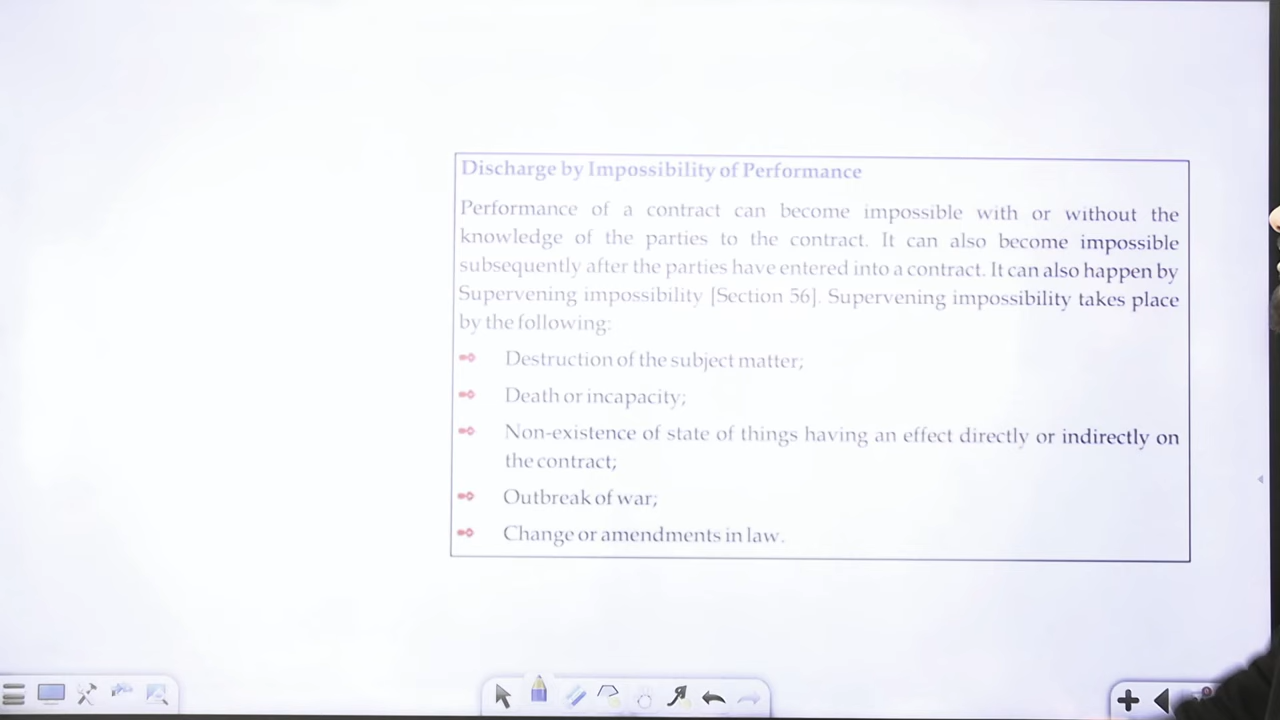 Discharge by Impossibility of Performance
Performance of a contract can become impossible with or without the
knowledge of the parties to the contract. It can also become impossible
subsequently after the parties have entered into a contract. It can also happen by
Supervening impossibility [Section 56]. Supervening impossibility takes place
by the following:
Destruction of the subject matter;
Death or incapacity;
Non-existence of state of things having an effect directly or indirectly on
the contract;
Outbreak of war;
Change or amendments in law.